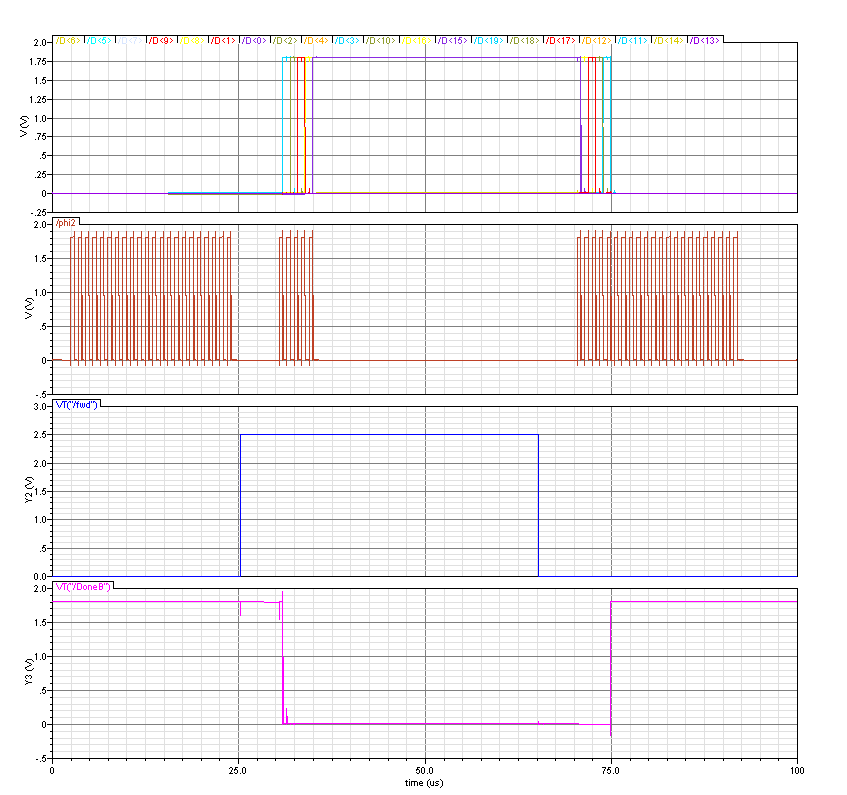 /D<6> /D<5> /D<9> /D<1> /D<0> /D<2> /D<4> /D<3> /D<10> /D<15> /D<19> /D<18> /D<17> /D<12> /D<11> /D<14> /D<13>
2.0
1.75
1.5
1.25
1.0
.75
.5
.25
0
-.25
V (V)
/phi2
2.0
1.5
1.0
.5
0
-.5
V (V)
VT("/fwd")
3.0
2.5
2.0
1.5
1.0
.5
0.0
Y2 (V)
VT("/DoneB")
2.0
1.5
1.0
.5
0
-.5
Y3 (V)
0 25.0 50.0 75.0 100
time (us)